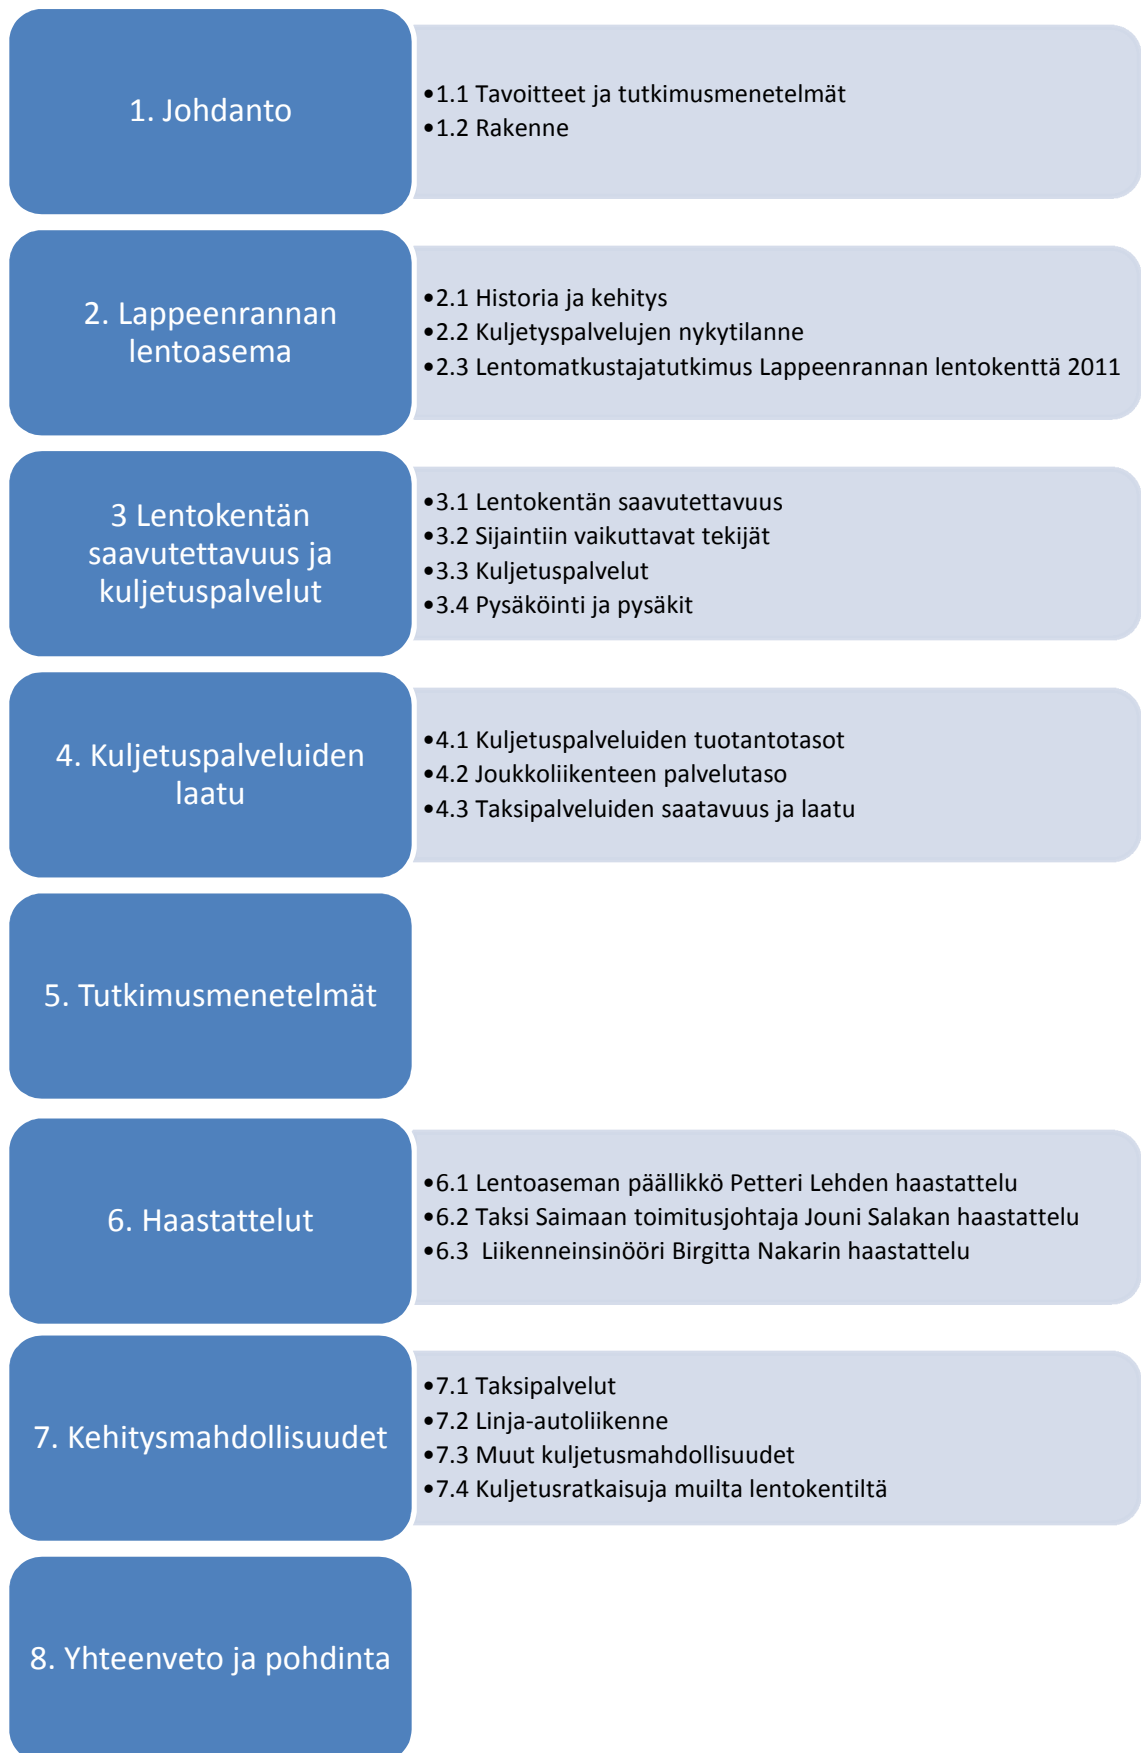 1. Johdanto
•1.1 Tavoitteet ja tutkimusmenetelmät
•1.2 Rakenne
2. Lappeenrannan
lentoasema
•2.1 Historia ja kehitys
•2.2 Kuljetyspalvelujen nykytilanne
•2.3 Lentomatkustajatutkimus Lappeenrannan lentokenttä 2011
3 Lentokentän
saavutettavuus ja
kuljetuspalvelut
•3.1 Lentokentän saavutettavuus
•3.2 Sijaintiin vaikuttavat tekijät
•3.3 Kuljetuspalvelut
•3.4 Pysäköinti ja pysäkit
4. Kuljetuspalveluiden
laatu
•4.1 Kuljetuspalveluiden tuotantotasot
•4.2 Joukkoliikenteen palvelutaso
•4.3 Taksipalveluiden saatavuus ja laatu
5. Tutkimusmenetelmät
6. Haastattelut
•6.1 Lentoaseman päällikkö Petteri Lehden haastattelu
•6.2 Taksi Saimaan toimitusjohtaja Jouni Salakan haastattelu
•6.3  Liikenneinsinööri Birgitta Nakarin haastattelu
7. Kehitysmahdollisuudet
•7.1 Taksipalvelut
•7.2 Linja-autoliikenne
•7.3 Muut kuljetusmahdollisuudet
•7.4 Kuljetusratkaisuja muilta lentokentiltä
8. Yhteenveto ja pohdinta